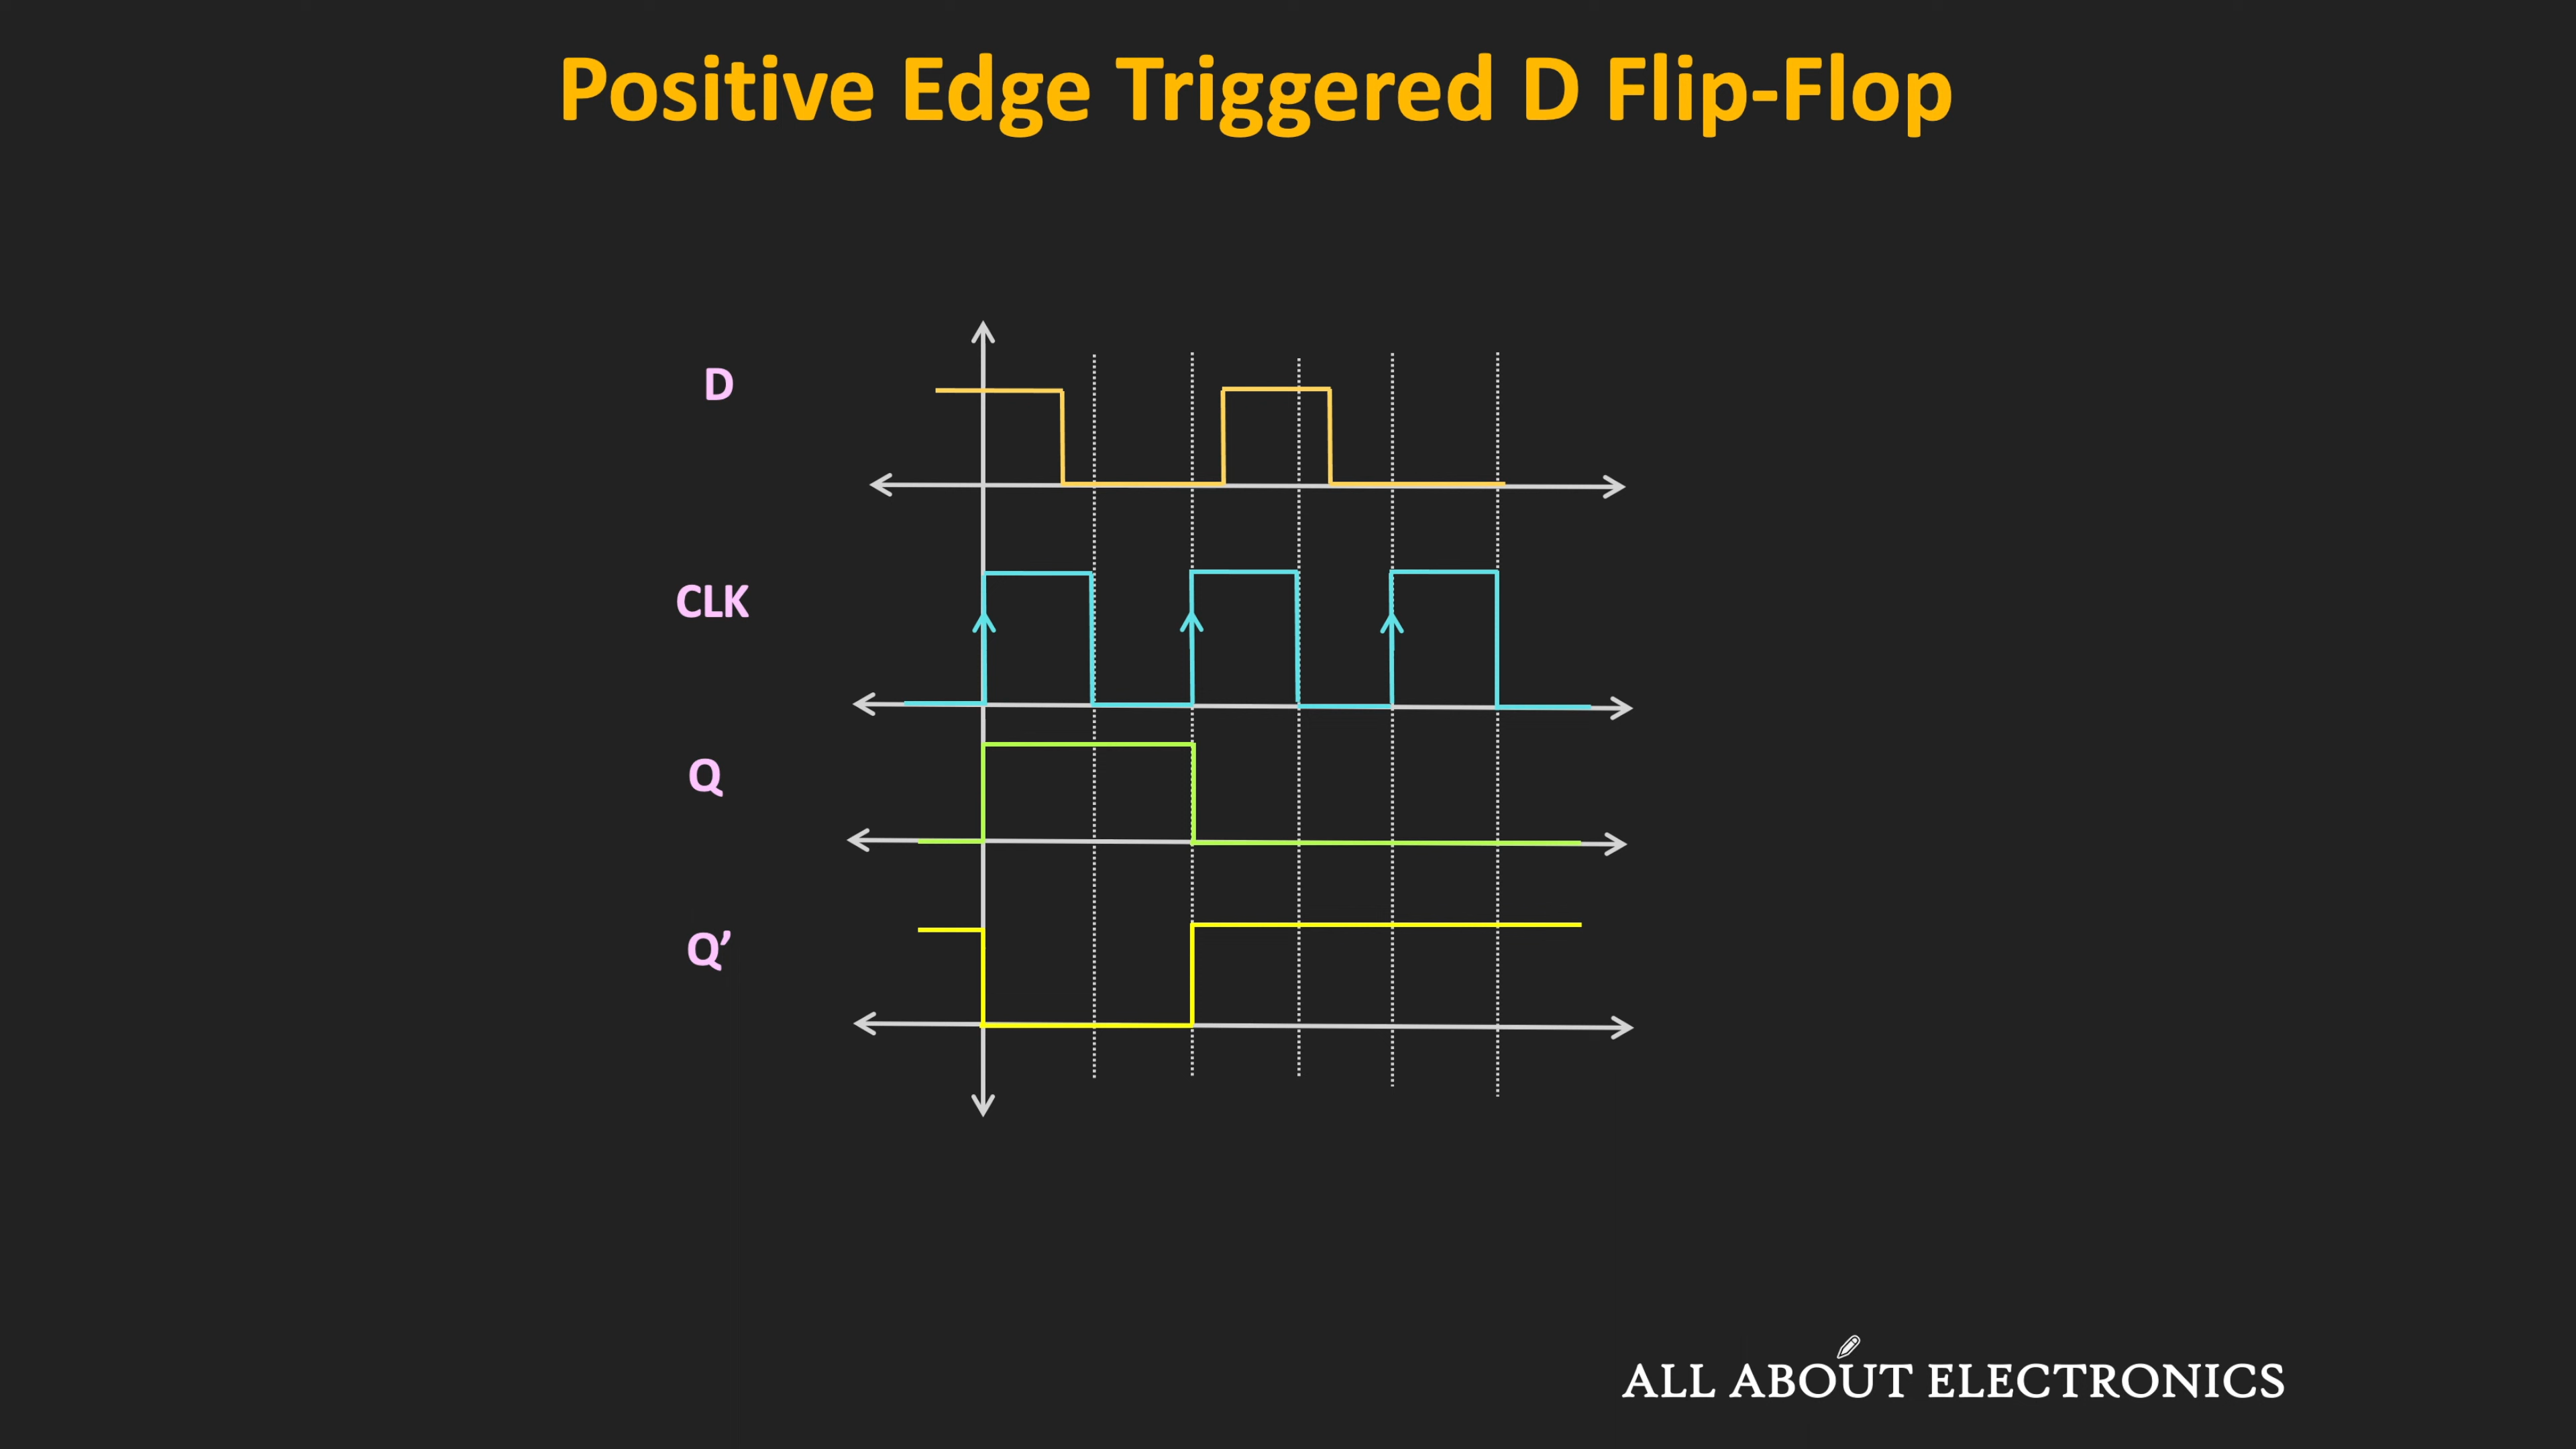 Positive Edge Triggered D Flip-Flop
D
CLK
Q
Q’
ALL ABOUT ELECTRONICS